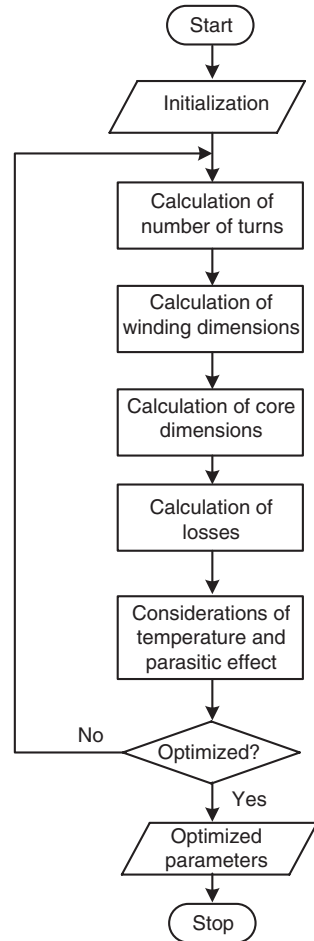 Start
Initialization
Calculation of
number of turns
Calculation of
winding dimensions
Calculation of core
dimensions
Calculation of
losses
Considerations of
temperature and
parasitic effect
No
Optimized?
Yes
Optimized
parameters
Stop